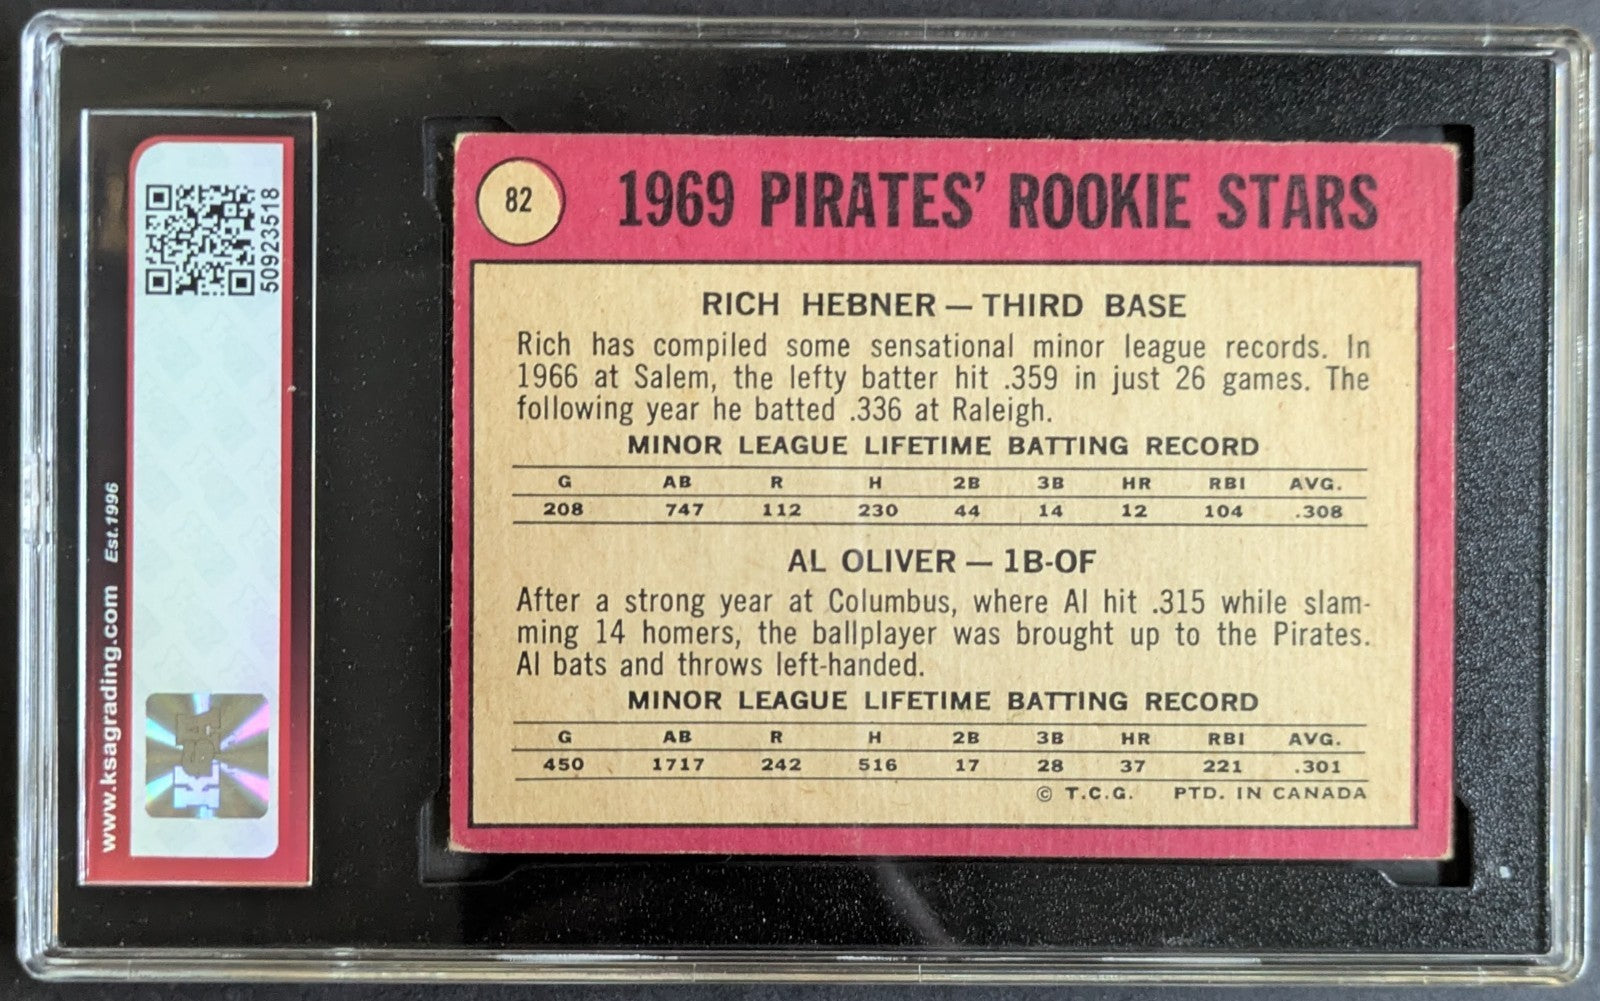 82
1969 PIRATES' ROOKIE STARS
RICH HEBNER — THIRD BASE
Rich has compiled some sensational minor league records. In
1966 at Salem, the lefty batter hit .359 in just 26 games. The
following year he batted .336 at Raleigh.
MINOR LEAGUE LIFETIME BATTING RECORD
G AB R H 2B 3B HR RBI AVG.
208 747 112 230 44 14 12 104 .308
AL OLIVER — 1B-OF
After a strong year at Columbus, where Al hit .315 while slam-
ming 14 homers, the ballplayer was brought up to the Pirates.
Al bats and throws left-handed.
MINOR LEAGUE LIFETIME BATTING RECORD
G AB R H 2B 3B HR RBI AVG.
450 1717 242 516 17 28 37 221 .301
© T.C.G. PTD. IN CANADA
50923518
www.ksagrading.com Est.1996
KSA